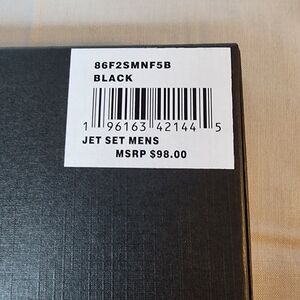 86F2SMNF5B
BLACK
1 96163 42144 5
JET SET MENS
MSRP $98.00